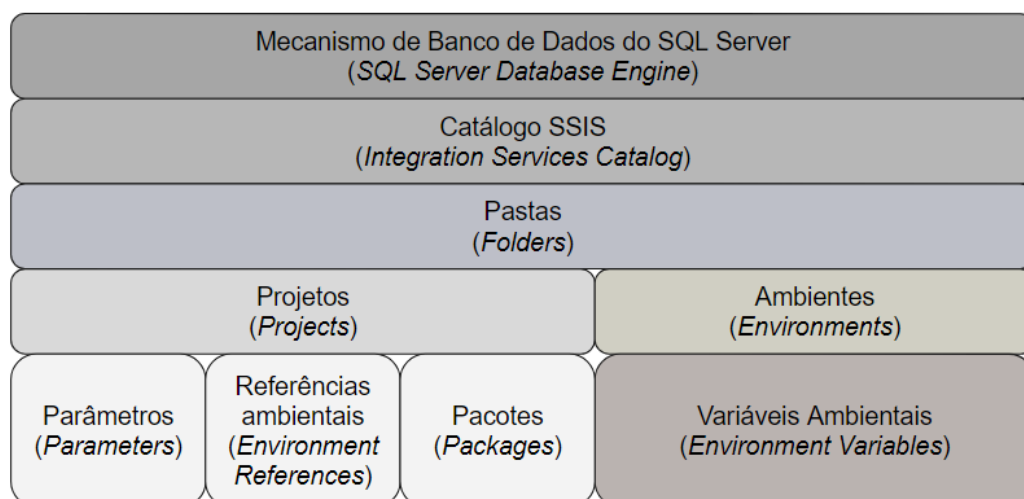 Mecanismo de Banco de Dados do SQL Server
(SQL Server Database Engine)
Catálogo SSIS
(Integration Services Catalog)
Pastas
(Folders)
Projetos
(Projects)
Ambientes
(Environments)
Parâmetros
(Parameters)
Referências
ambientais
(Environment
References)
Pacotes
(Packages)
Variáveis Ambientais
(Environment Variables)